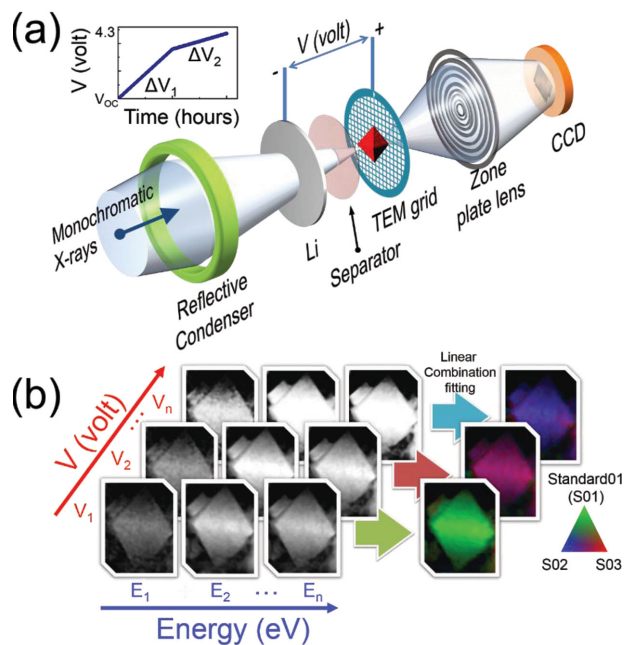 (a)
4.3
V (volt)
ΔV1
ΔV2
VOC
Time (hours)
V (volt)
-
+
Monochromatic
X-rays
Reflective
Condenser
Li
Separator
TEM grid
Zone
plate lens
CCD
(b)
V (volt)
Vn
...
V2
V1
Linear
Combination
fitting
Standard01
(S01)
S02 S03
E1 E2 ... En
Energy (eV)